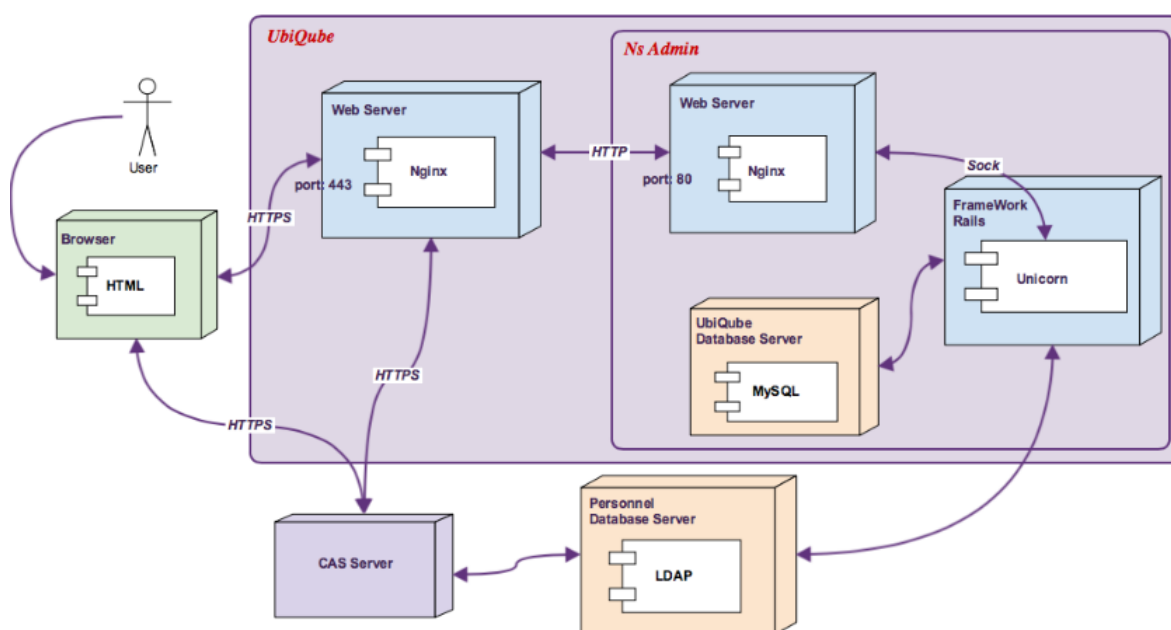 UbiQube
Ns Admin
User
Web Server
Nginx
port: 443
HTTP
Web Server
Nginx
port: 80
Sock
FrameWork
Rails
Unicorn
HTTPS
Browser
HTML
UbiQube
Database Server
MySQL
HTTPS
HTTPS
CAS Server
Personnel
Database Server
LDAP